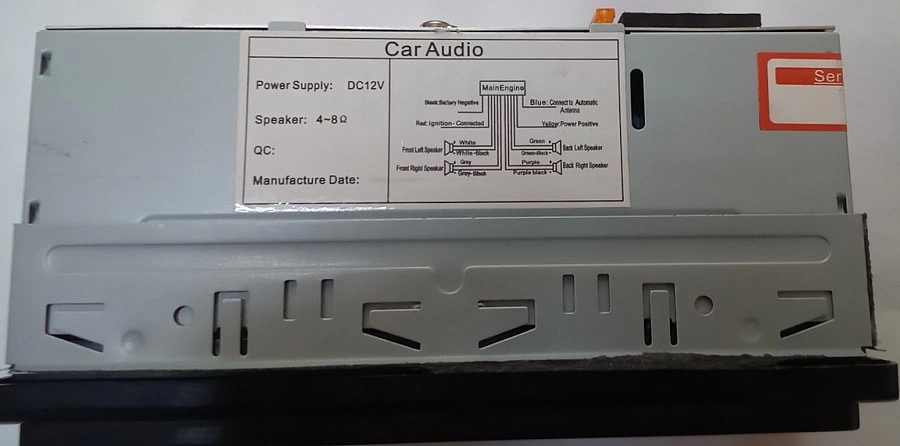 Car Audio
Power Supply: DC12V
Speaker: 4~8Ω
QC:
Manufacture Date:
MainEngine
Black:Battery Negative
Blue: Connect to Automatic
Antenna
Red: Ignition- Connectad
Yellow:Power Positive
Front Left Speaker
+ White
- White -Black
Green +
Green-Black -
Back Left Speaker
Front Right Speaker
+ Grey
- Grey-Black
Purple +
Purple black -
Back Right Speaker
Ser